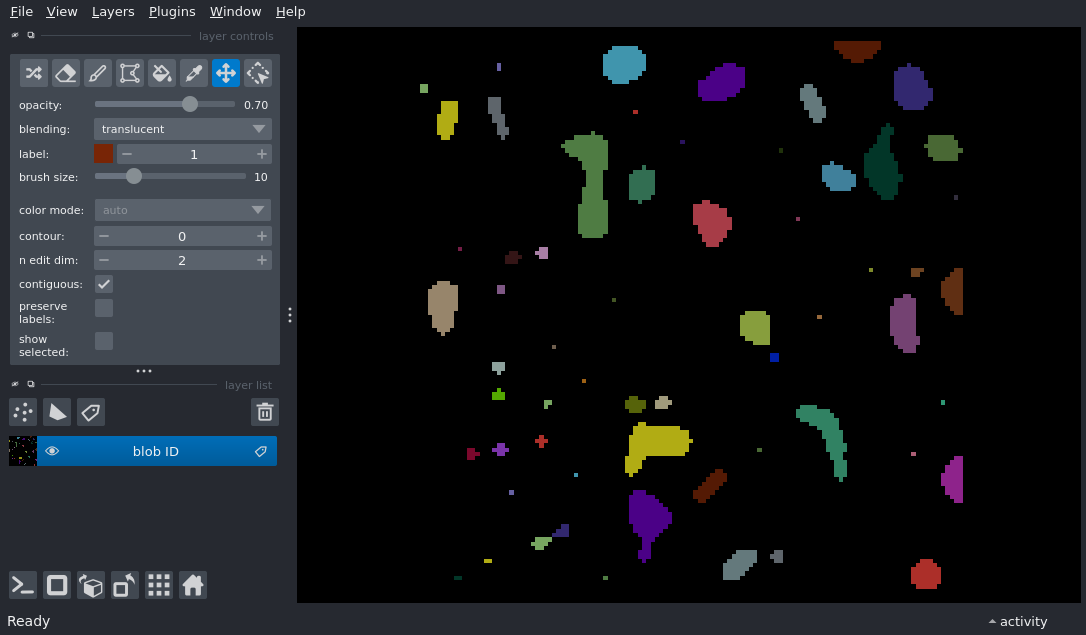 File View Layers Plugins Window Help
layer controls
opacity: 0.70
blending: translucent
label: 1
brush size: 10
color mode: auto
contour: 0
n edit dim: 2
contiguous:
preserve
labels:
show
selected:
layer list
blob ID
Ready activity